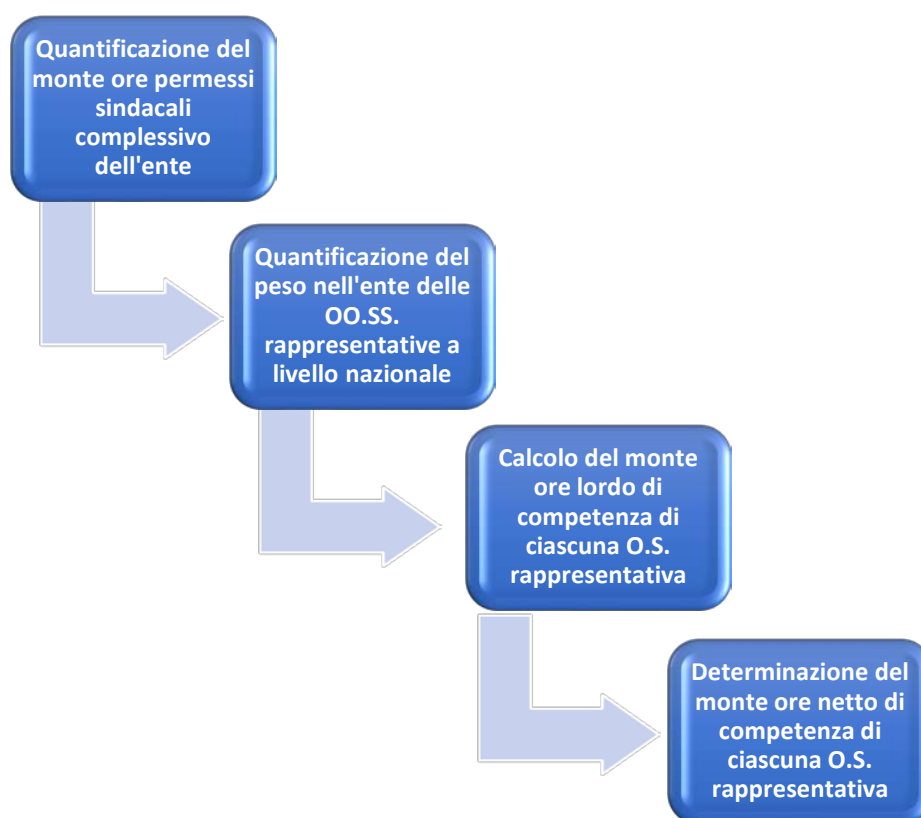 Quantificazione del
monte ore permessi
sindacali
complessivo
dell'ente
Quantificazione del
peso nell'ente delle
OO.SS.
rappresentative a
livello nazionale
Calcolo del monte
ore lordo di
competenza di
ciascuna O.S.
rappresentativa
Determinazione del
monte ore netto di
competenza di
ciascuna O.S.
rappresentativa